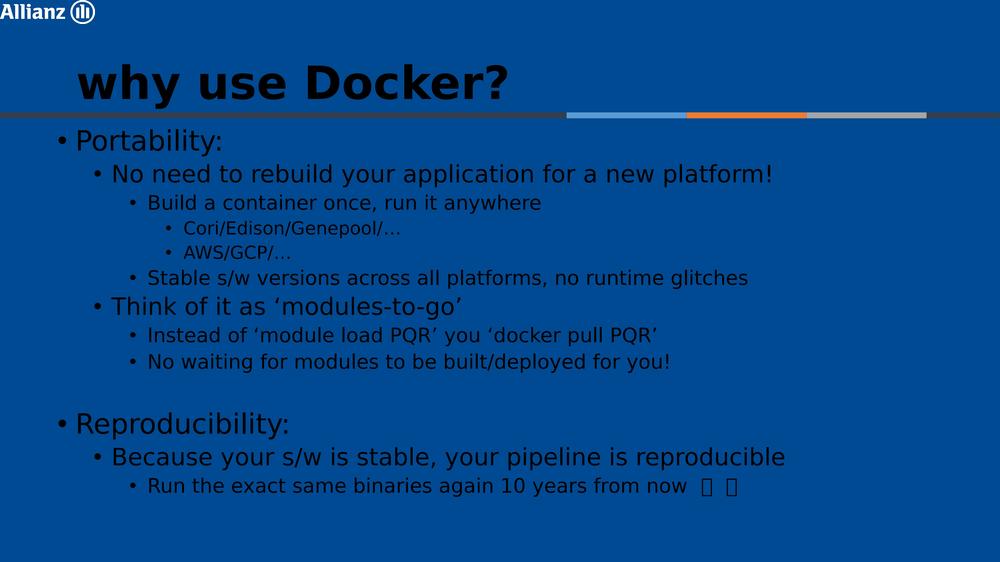 Allianz
why use Docker?
• Portability:
• No need to rebuild your application for a new platform!
• Build a container once, run it anywhere
• Cori/Edison/Genepool/…
• AWS/GCP/…
• Stable s/w versions across all platforms, no runtime glitches
• Think of it as ‘modules-to-go’
• Instead of ‘module load PQR’ you ‘docker pull PQR’
• No waiting for modules to be built/deployed for you!
• Reproducibility:
• Because your s/w is stable, your pipeline is reproducible
• Run the exact same binaries again 10 years from now